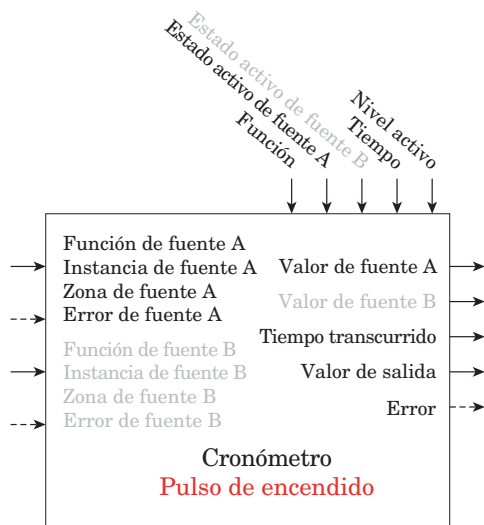 Estado activo de fuente B
Estado activo de fuente A
Función
Nivel activo
Tiempo
Función de fuente A
Instancia de fuente A
Zona de fuente A
Error de fuente A
Función de fuente B
Instancia de fuente B
Zona de fuente B
Error de fuente B
Valor de fuente A
Valor de fuente B
Tiempo transcurrido
Valor de salida
Error
Cronómetro
Pulso de encendido